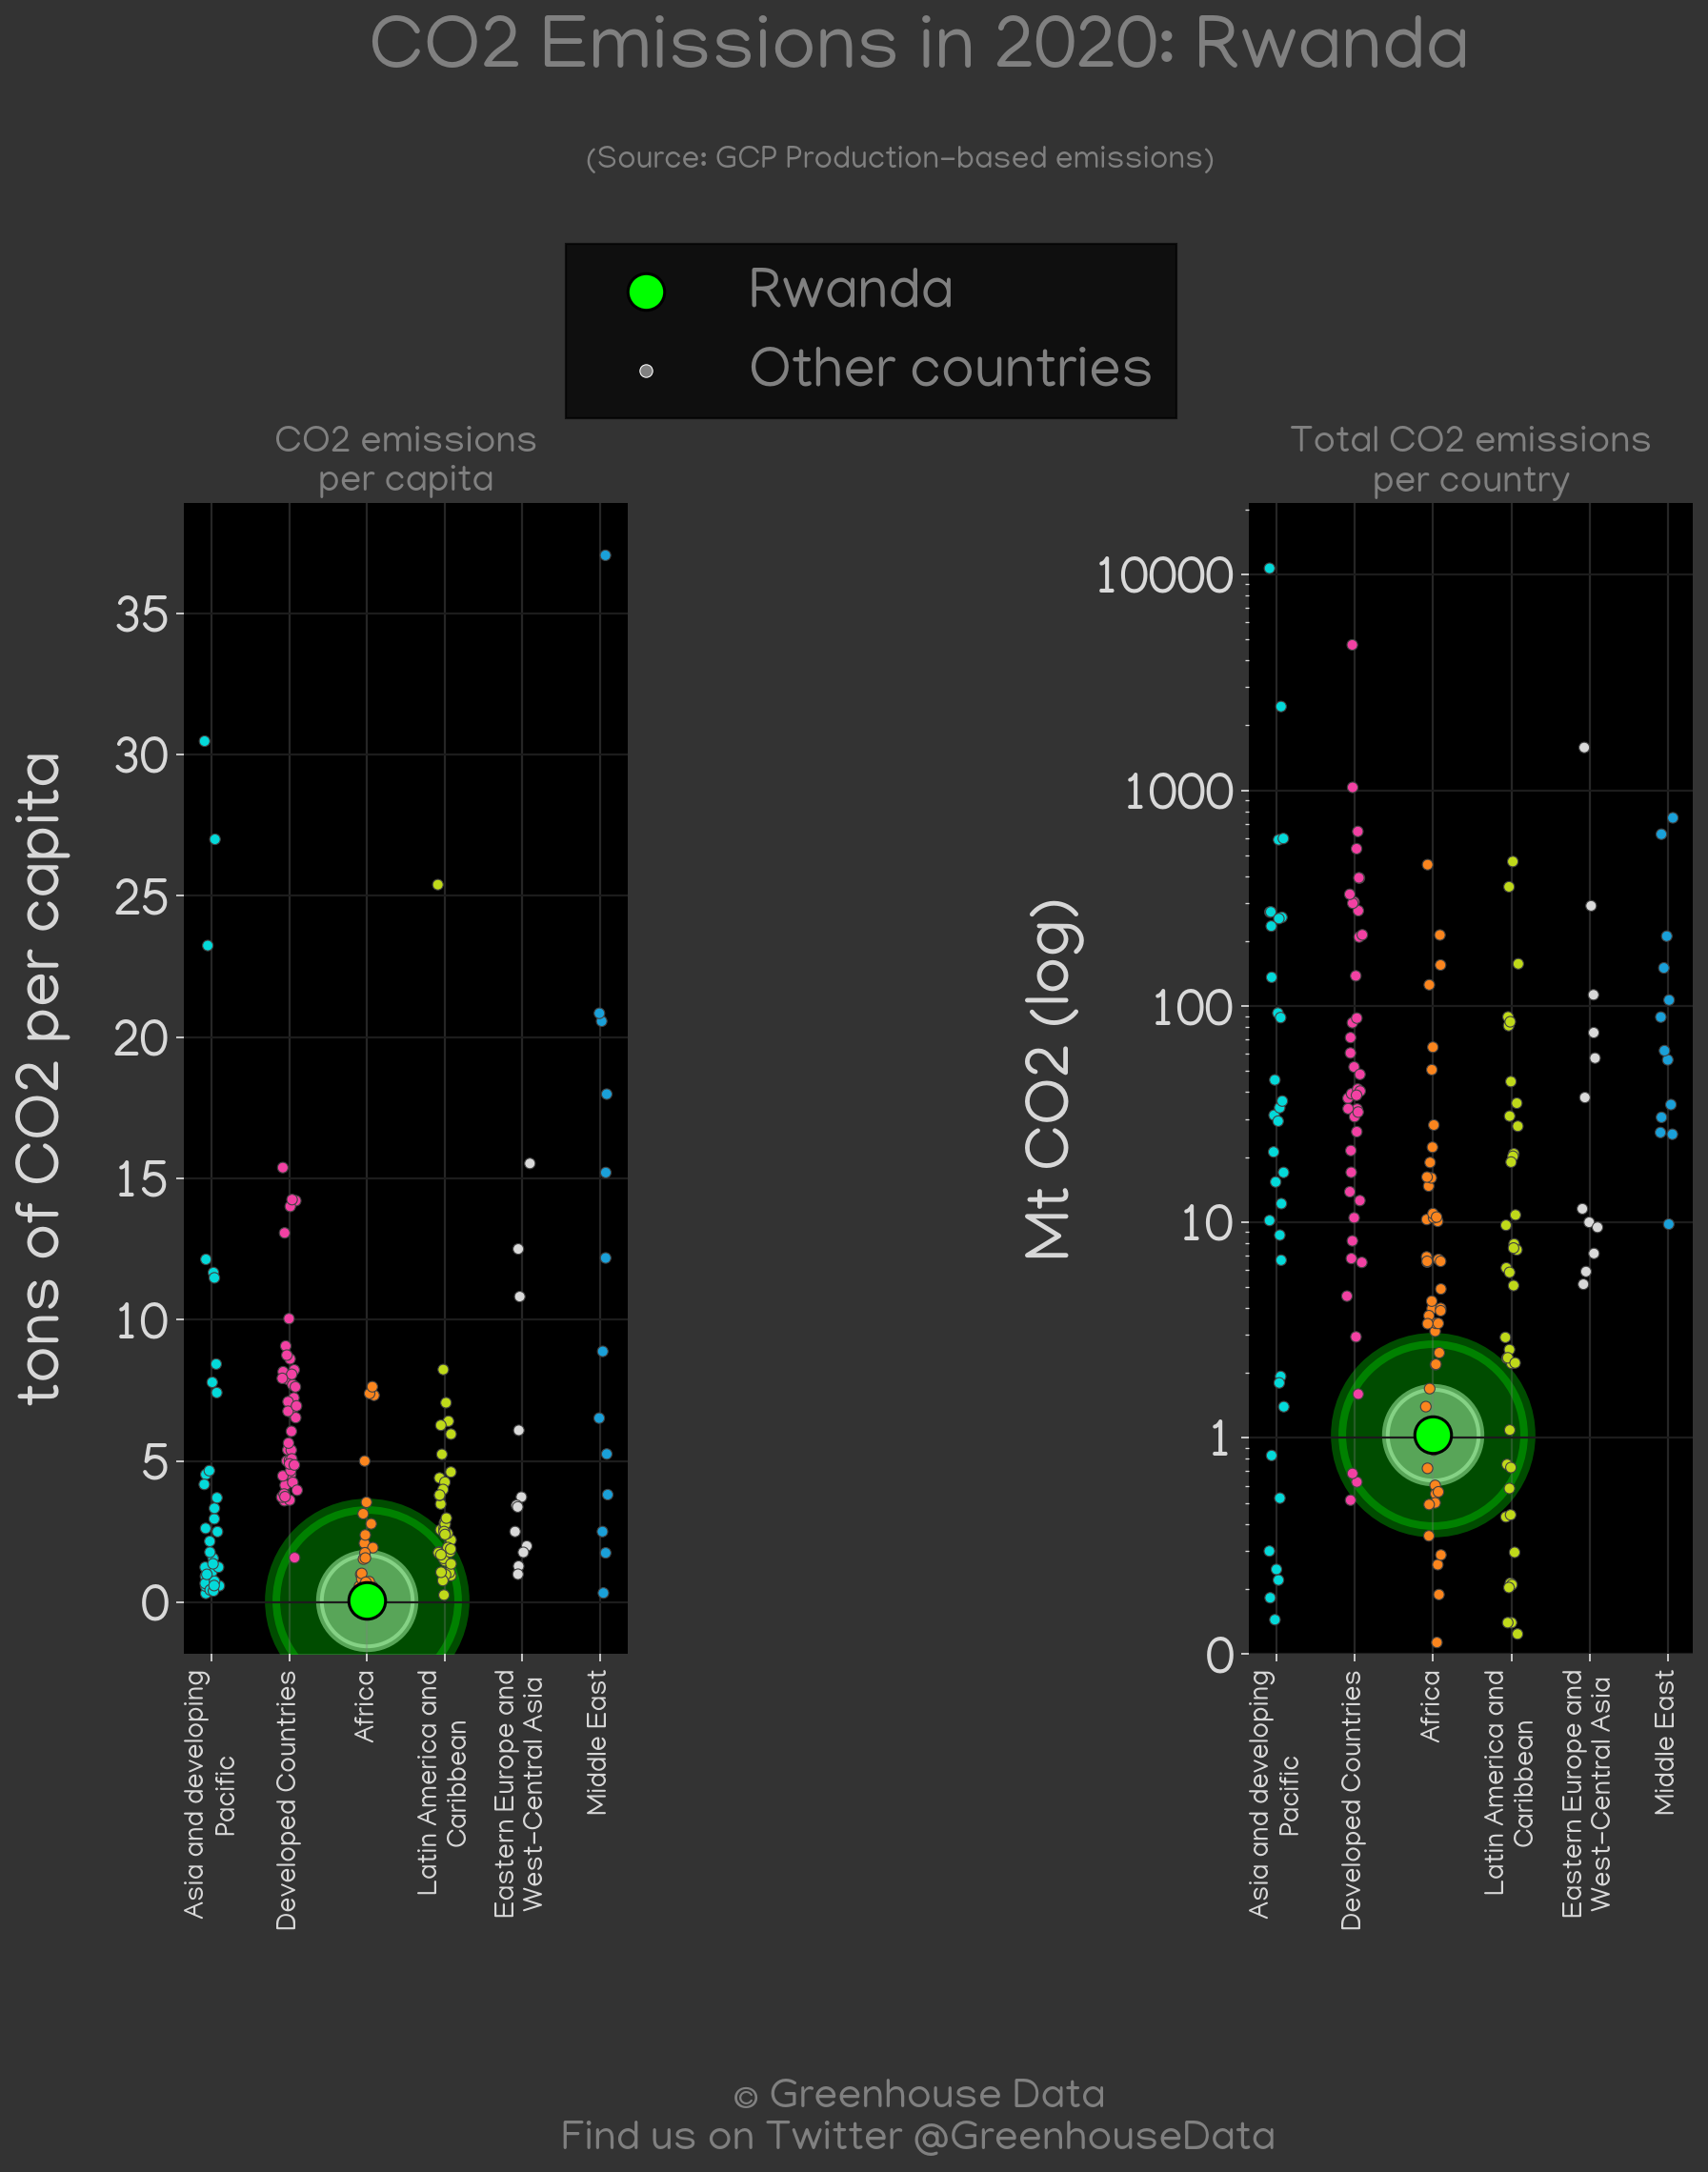 CO2 Emissions in 2020: Rwanda
(Source: GCP Production-based emissions)
Rwanda
Other countries
CO2 emissions
per capita
tons of CO2 per capita
35
30
25
20
15
10
5
0
Asia and developing
Pacific
Developed Countries
Africa
Latin America and
Caribbean
Eastern Europe and
West-Central Asia
Middle East
Total CO2 emissions
per country
Mt CO2 (log)
10000
1000
100
10
1
0
Asia and developing
Pacific
Developed Countries
Africa
Latin America and
Caribbean
Eastern Europe and
West-Central Asia
Middle East
© Greenhouse Data
Find us on Twitter @GreenhouseData